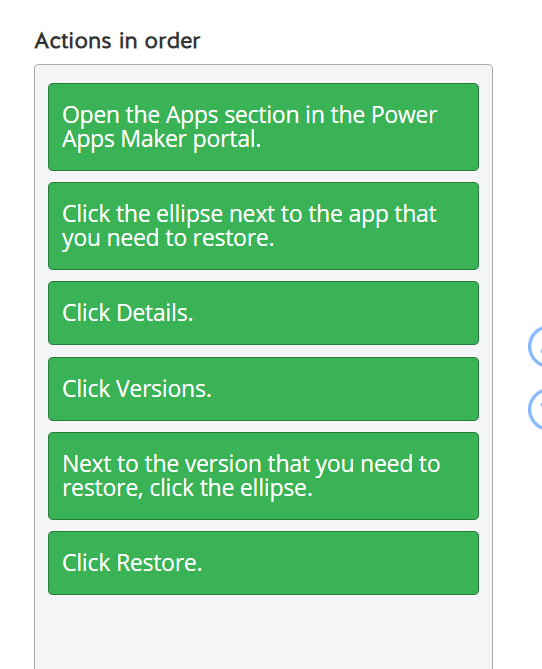 Actions in order
Open the Apps section in the Power
Apps Maker portal.
Click the ellipse next to the app that
you need to restore.
Click Details.
Click Versions.
Next to the version that you need to
restore, click the ellipse.
Click Restore.